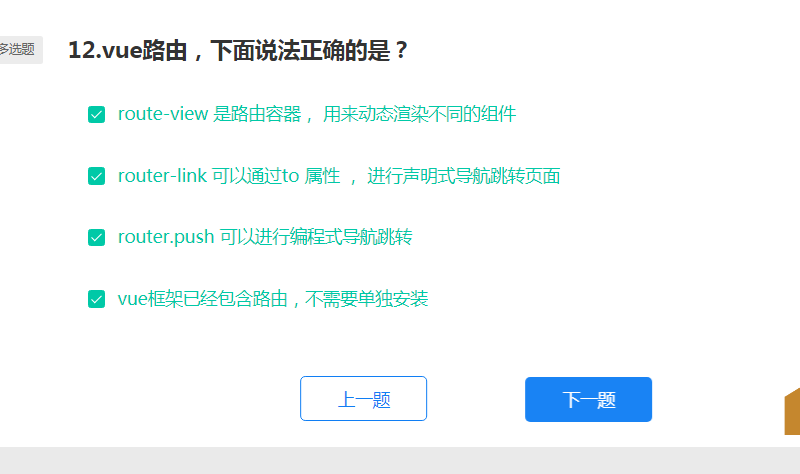 多选题
12.vue路由，下面说法正确的是？
route-view 是路由容器， 用来动态渲染不同的组件
router-link 可以通过to 属性 ， 进行声明式导航跳转页面
router.push 可以进行编程式导航跳转
vue框架已经包含路由，不需要单独安装
上一题
下一题